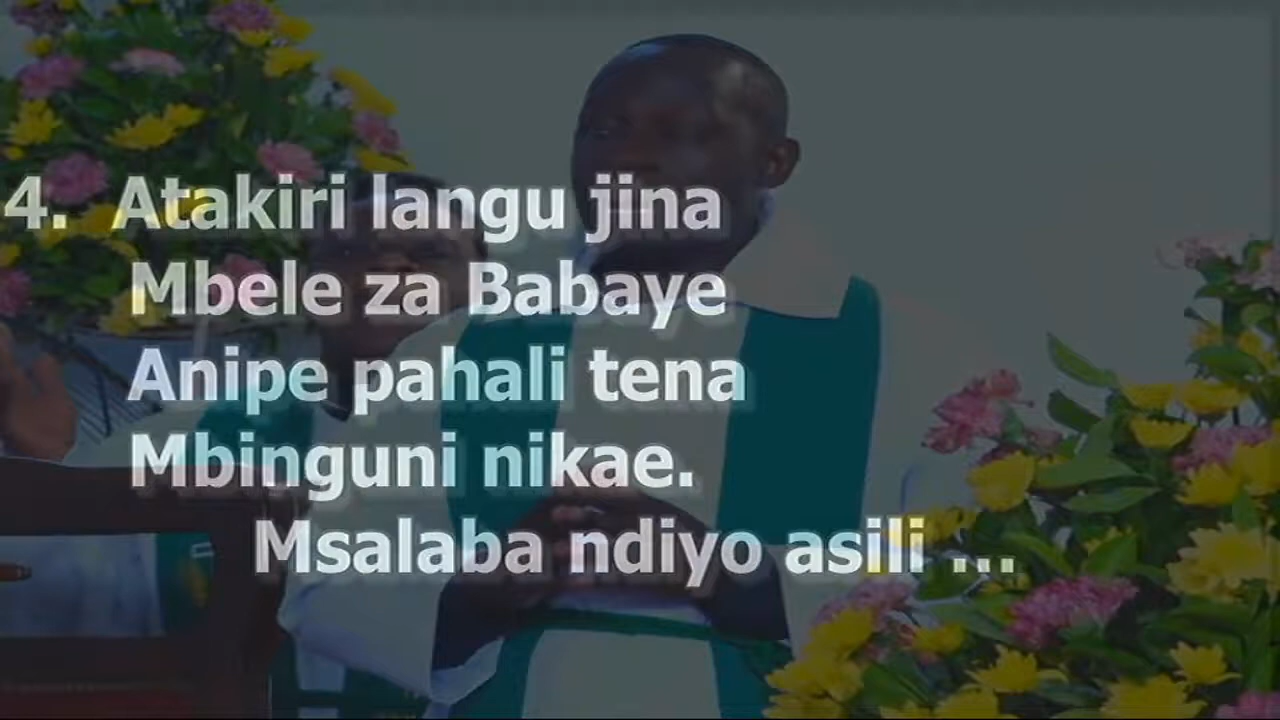 4. Atakiri langu jina
Mbele za Babaye
Anipe pahali tena
Mbinguni nikae.
Msalaba ndiyo asili ...